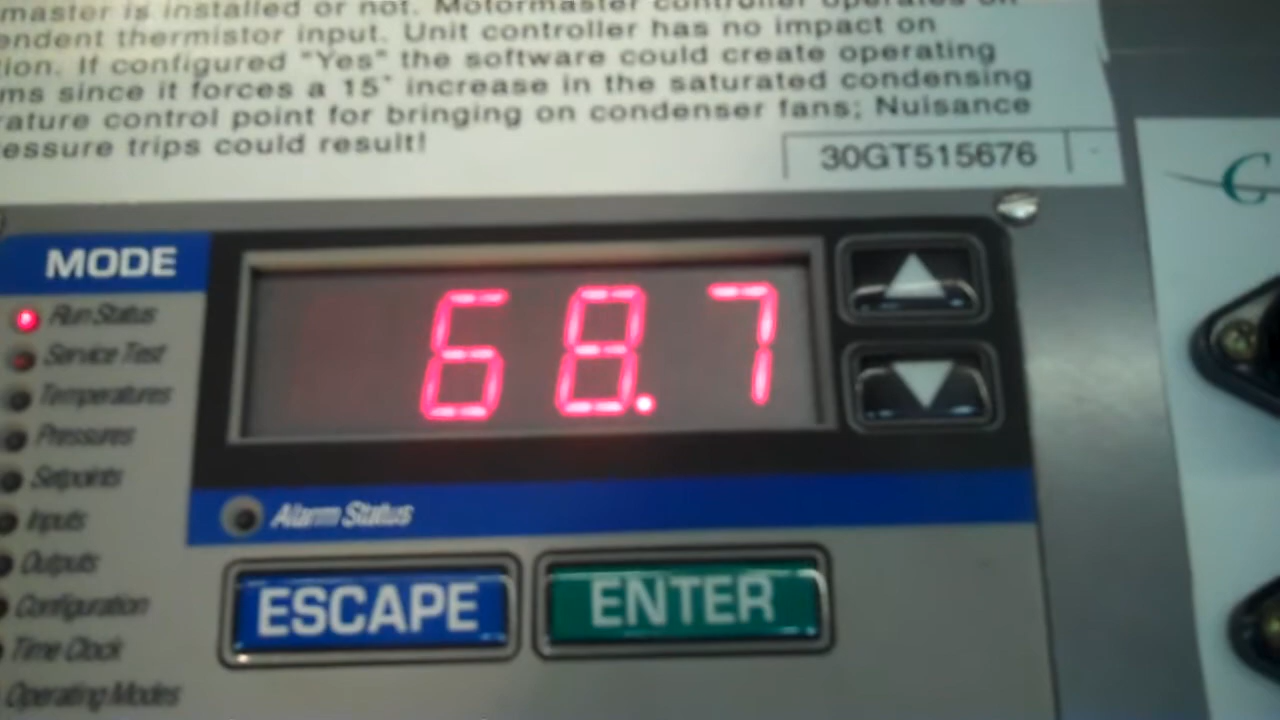 master is installed or not. Motormaster controller operates on
endent thermistor input. Unit controller has no impact on
tion. If configured "Yes" the software could create operating
ms since it forces a 15° increase in the saturated condensing
rature control point for bringing on condenser fans; Nuisance
essure trips could result!
30GT515676
C
MODE
68.7
Run Status
Service Test
Temperatures
Pressures
Setpoints
Inputs
Alarm Status
Outputs
ESCAPE
ENTER
Configuration
Time Clock
Operating Modes